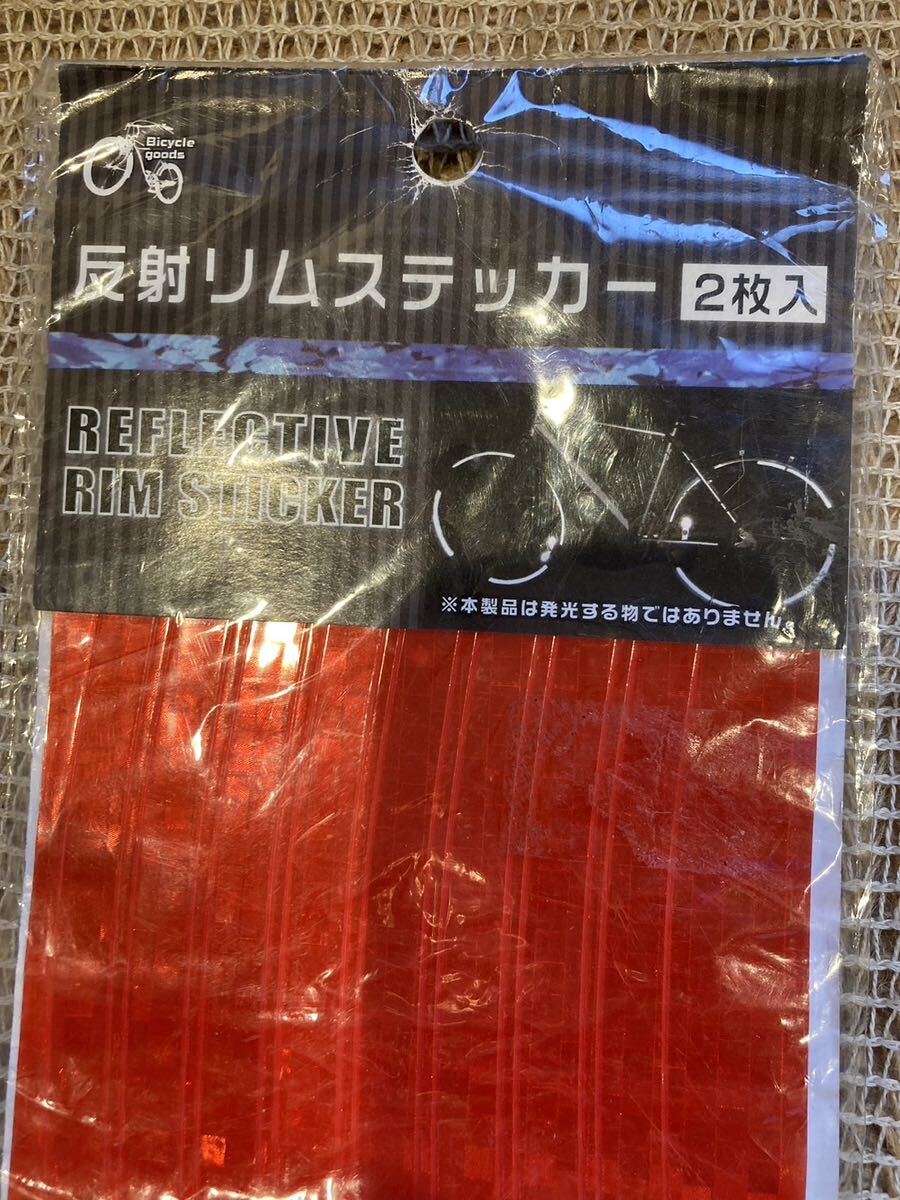 Bicycle
goods
反射リムステッカー 2枚入
REFLECTIVE
RIM STICKER
※本製品は発光する物ではありません。